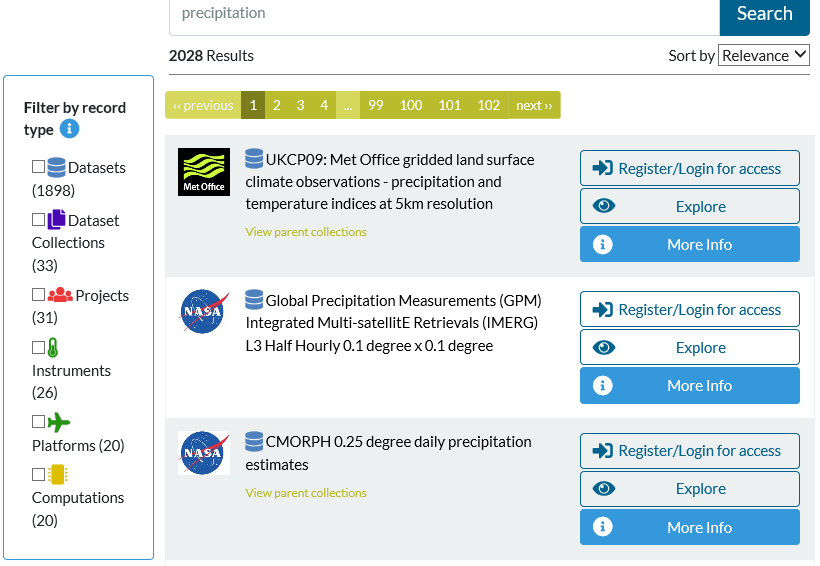 precipitation
Search
2028 Results
Sort by Relevance
Filter by record
type
Datasets
(1898)
Dataset
Collections
(33)
Projects
(31)
Instruments
(26)
Platforms (20)
Computations
(20)
‹‹ previous 1 2 3 4 ... 99 100 101 102 next ››
Met Office
UKCP09: Met Office gridded land surface
climate observations - precipitation and
temperature indices at 5km resolution
View parent collections
Register/Login for access
Explore
More Info
NASA
Global Precipitation Measurements (GPM)
Integrated Multi-satellitE Retrievals (IMERG)
L3 Half Hourly 0.1 degree x 0.1 degree
Register/Login for access
Explore
More Info
NASA
CMORPH 0.25 degree daily precipitation
estimates
View parent collections
Register/Login for access
Explore
More Info